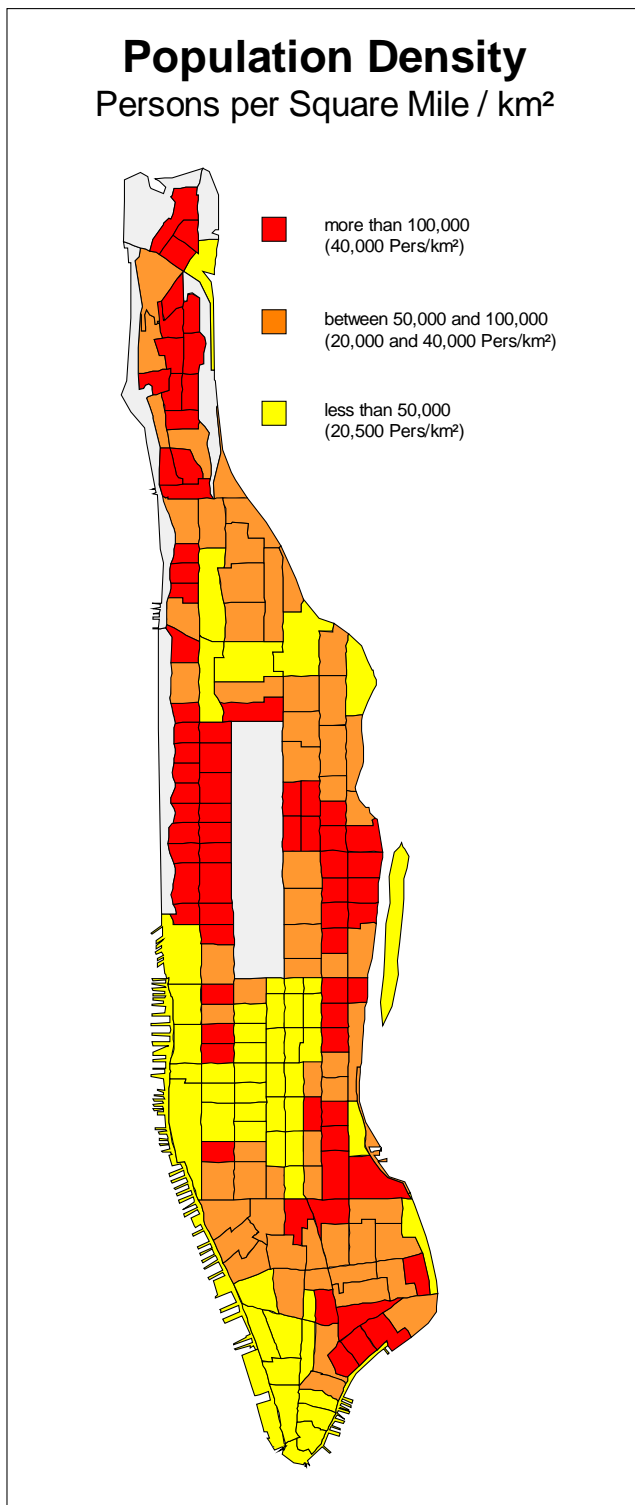 Population Density
Persons per Square Mile / km²
more than 100,000
(40,000 Pers/km²)
between 50,000 and 100,000
(20,000 and 40,000 Pers/km²)
less than 50,000
(20,500 Pers/km²)